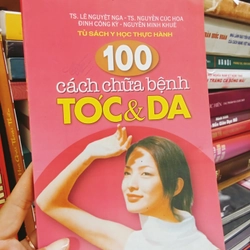 TS. LÊ NGUYỆT NGA - TS. NGUYỄN CÚC HOA
ĐINH CÔNG KỲ - NGUYỄN MINH KHUÊ
TỦ SÁCH Y HỌC THỰC HÀNH
100
cách chữa bệnh
TÓC & DA